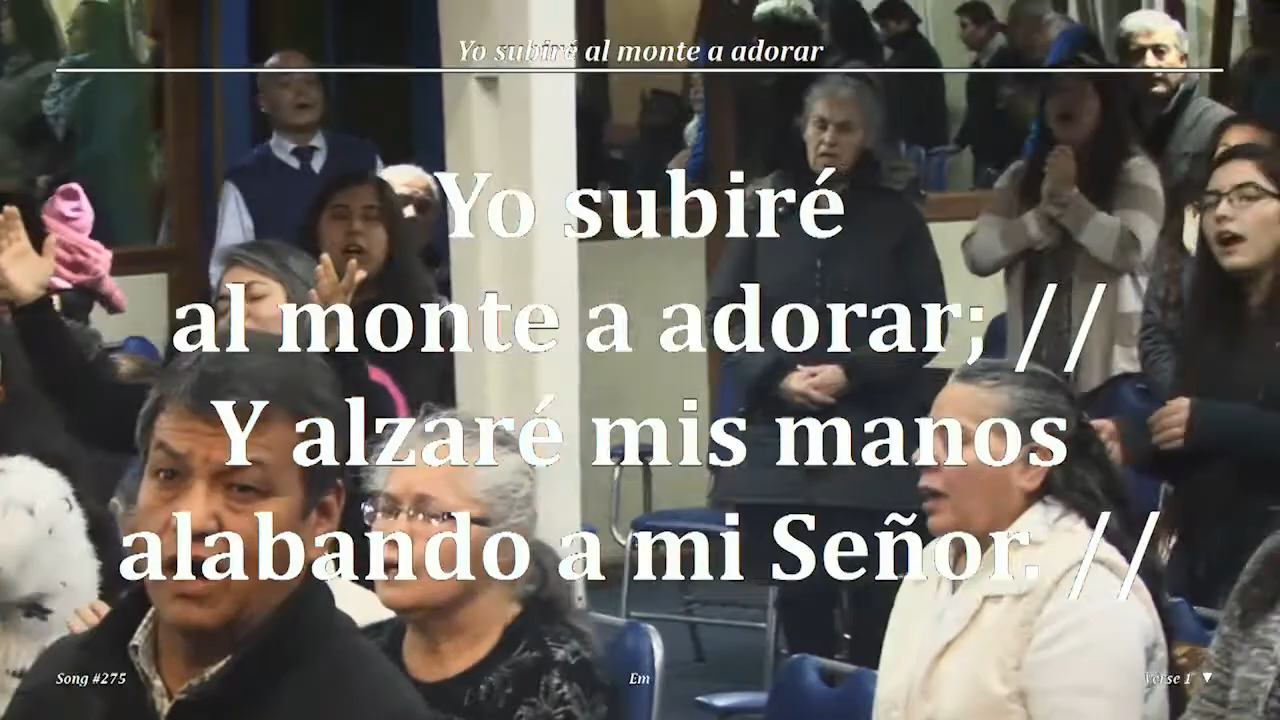 Yo subiré al monte a adorar
Yo subiré
al monte a adorar; //
Y alzaré mis manos
alabando a mi Señor. //
Song #275
Em
Verse 1 ▼